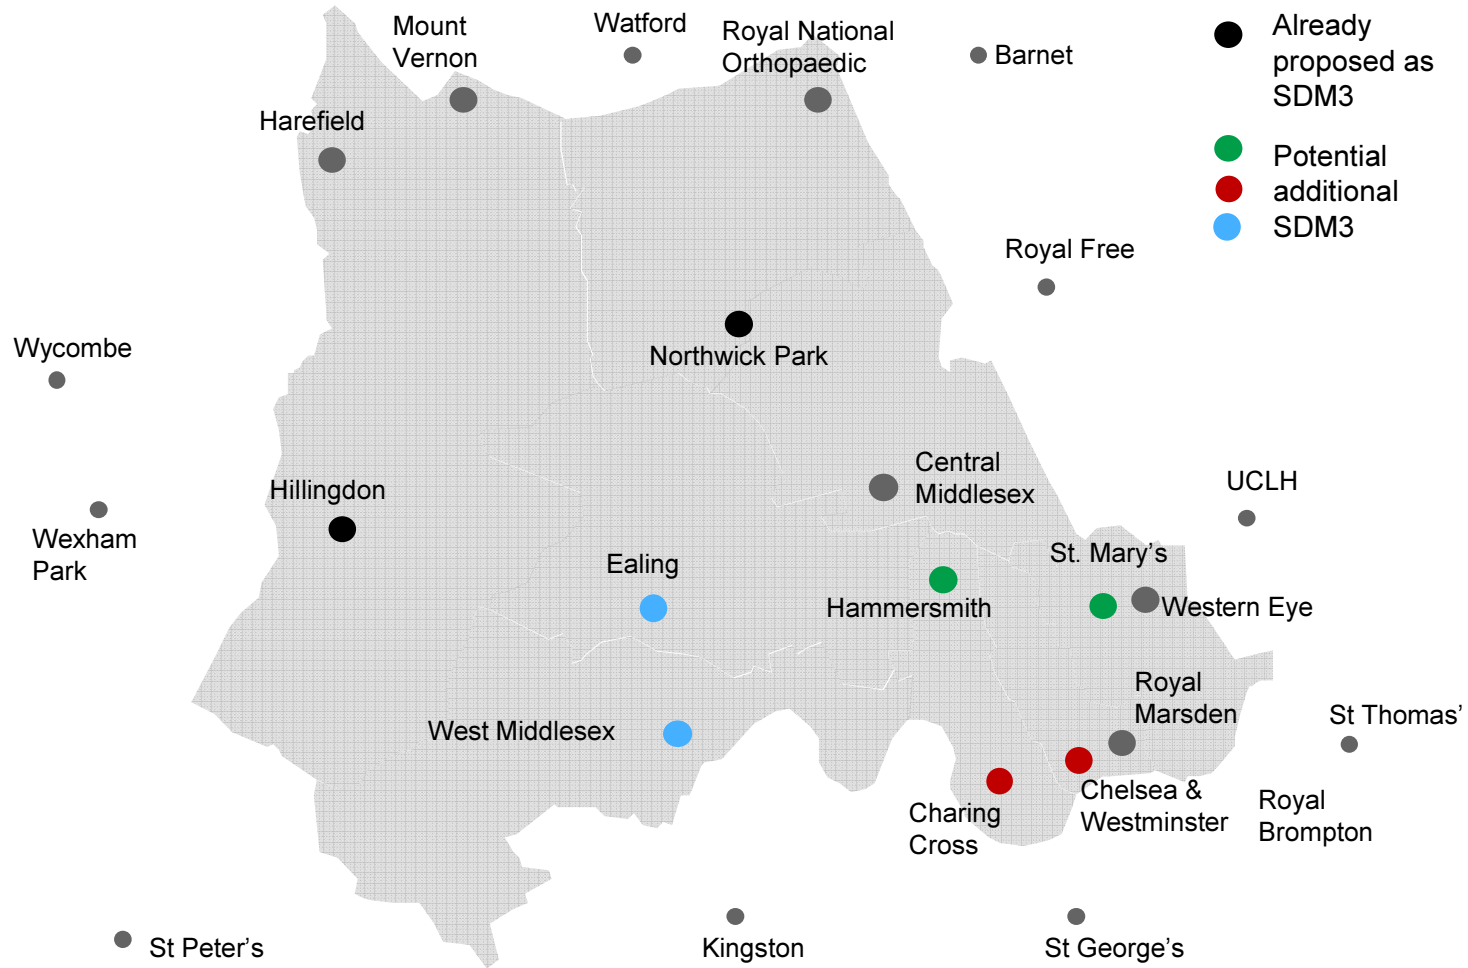 Mount
Vernon
Watford
Royal National
Orthopaedic
Barnet
Already
proposed as
SDM3
Harefield
Potential
additional
SDM3
Royal Free
Wycombe
Northwick Park
Central
Middlesex
UCLH
Hillingdon
Wexham
Park
Ealing
St. Mary’s
Hammersmith
Western Eye
Royal
Marsden
West Middlesex
St Thomas’
Chelsea &
Westminster
Royal
Brompton
Charing
Cross
St Peter’s
Kingston
St George’s